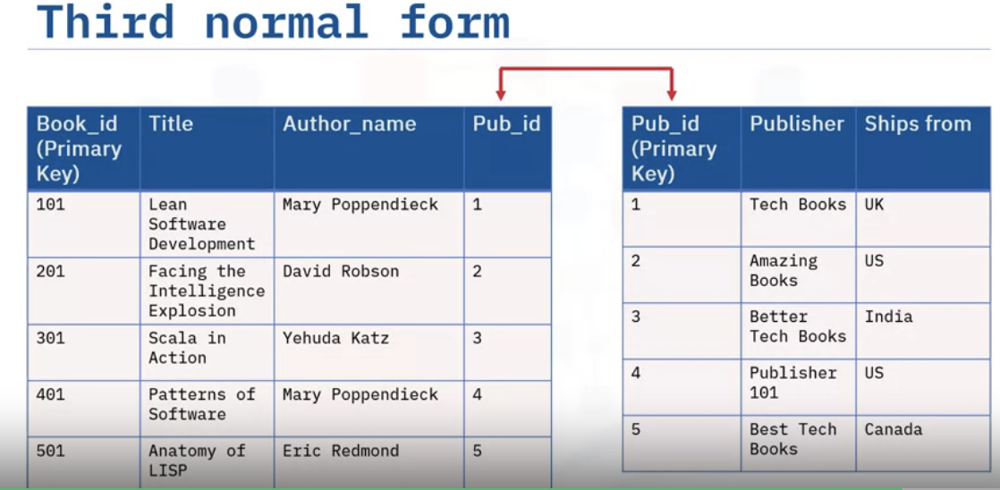 Third normal form
Book_id (Primary Key) Title Author_name Pub_id
101 Lean Software Development Mary Poppendieck 1
201 Facing the Intelligence Explosion David Robson 2
301 Scala in Action Yehuda Katz 3
401 Patterns of Software Mary Poppendieck 4
501 Anatomy of LISP Eric Redmond 5
Pub_id (Primary Key) Publisher Ships from
1 Tech Books UK
2 Amazing Books US
3 Better Tech Books India
4 Publisher 101 US
5 Best Tech Books Canada